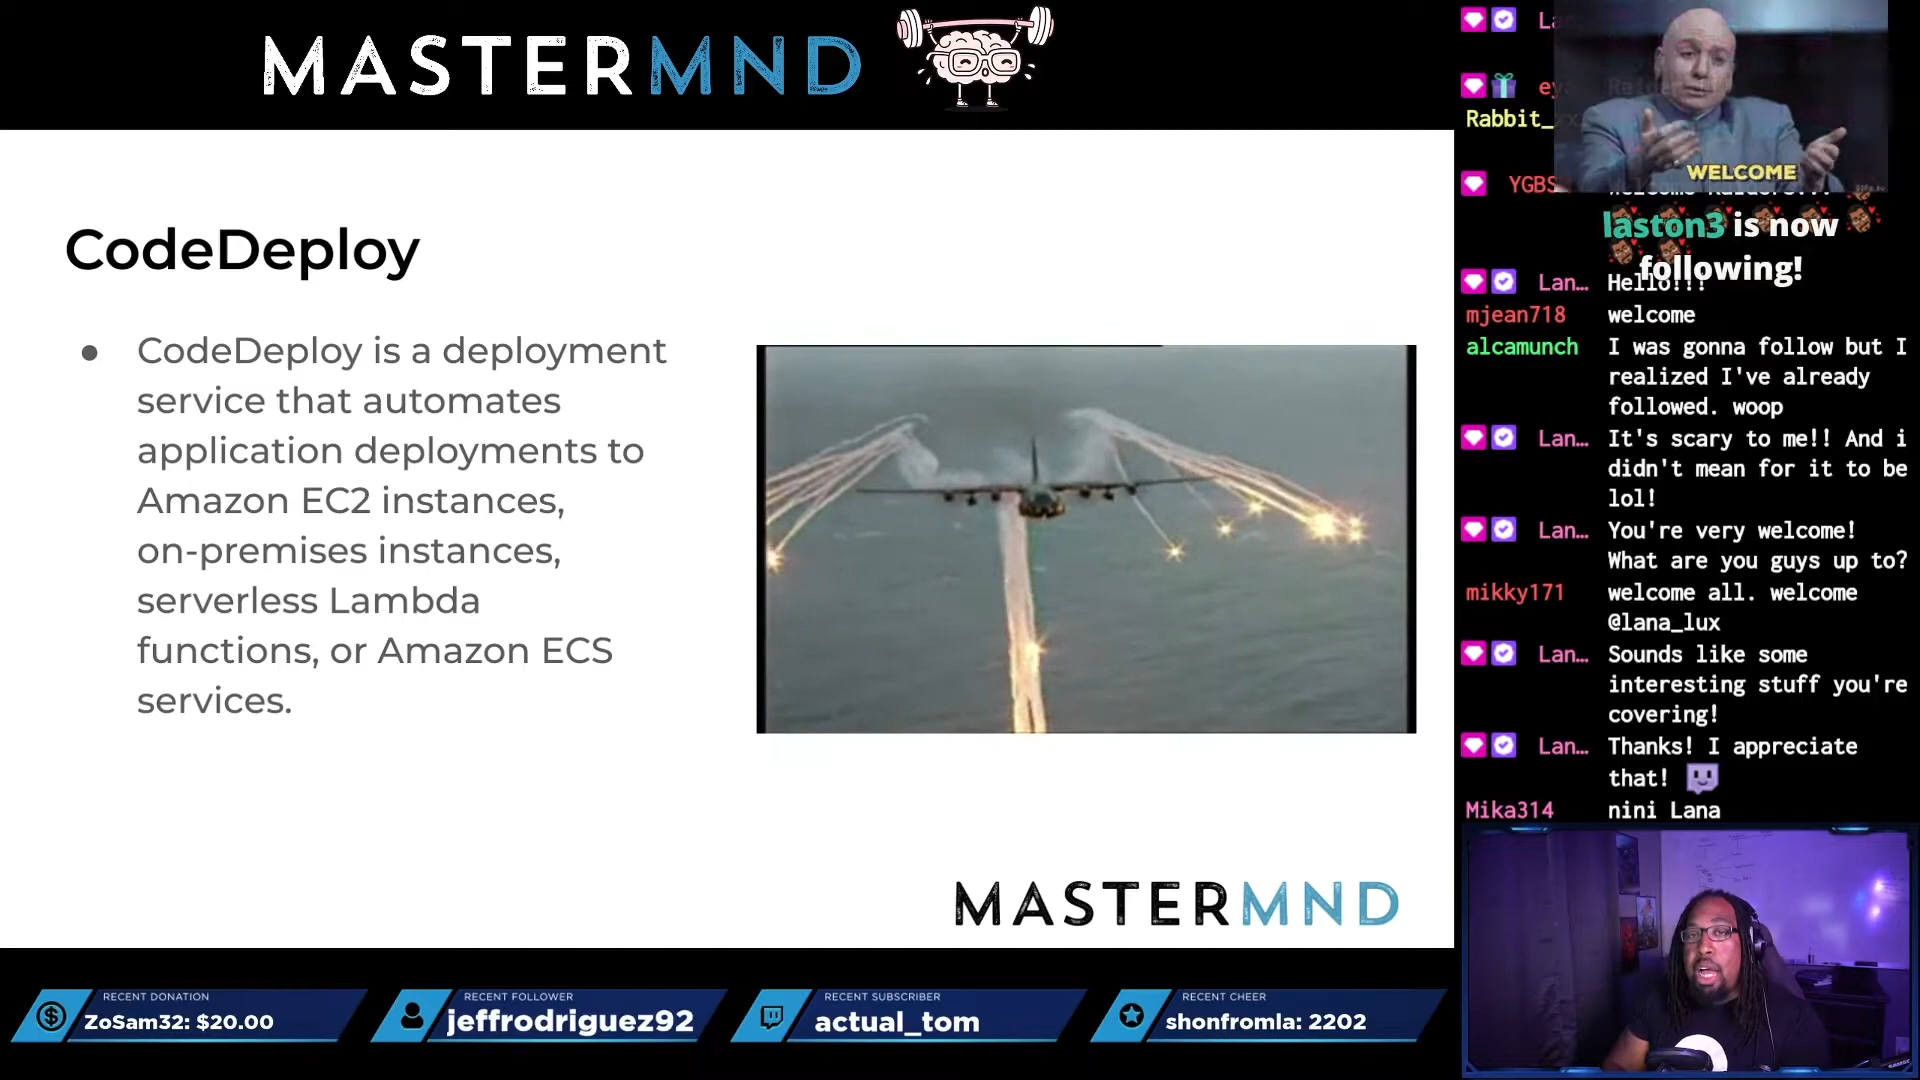 MASTERMND
CodeDeploy
● CodeDeploy is a deployment
service that automates
application deployments to
Amazon EC2 instances,
on-premises instances,
serverless Lambda
functions, or Amazon ECS
services.
MASTERMND
WELCOME
Rabbit_
YGBS
laston3 is now
following!
Lan... Hello!!!
mjean718 welcome
alcamunch I was gonna follow but I
realized I've already
followed. woop
Lan... It's scary to me!! And i
didn't mean for it to be
lol!
Lan... You're very welcome!
What are you guys up to?
mikky171 welcome all. welcome
@lana_lux
Lan... Sounds like some
interesting stuff you're
covering!
Lan... Thanks! I appreciate
that!
Mika314 nini Lana
RECENT DONATION
ZoSam32: $20.00
RECENT FOLLOWER
jeffrodriguez92
RECENT SUBSCRIBER
actual_tom
RECENT CHEER
shonfromla: 2202